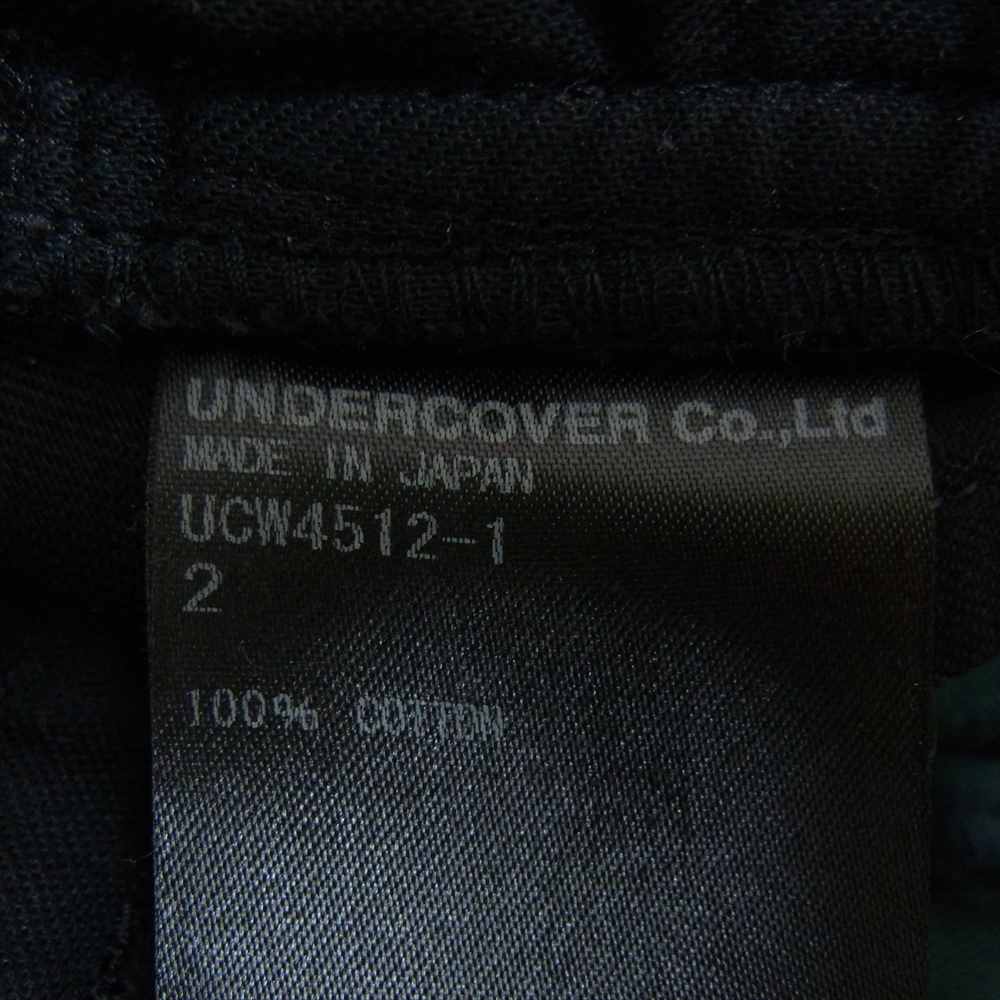 UNDERCOVER Co.,Ltd
MADE IN JAPAN
UCW4512-1
2
100% COTTON